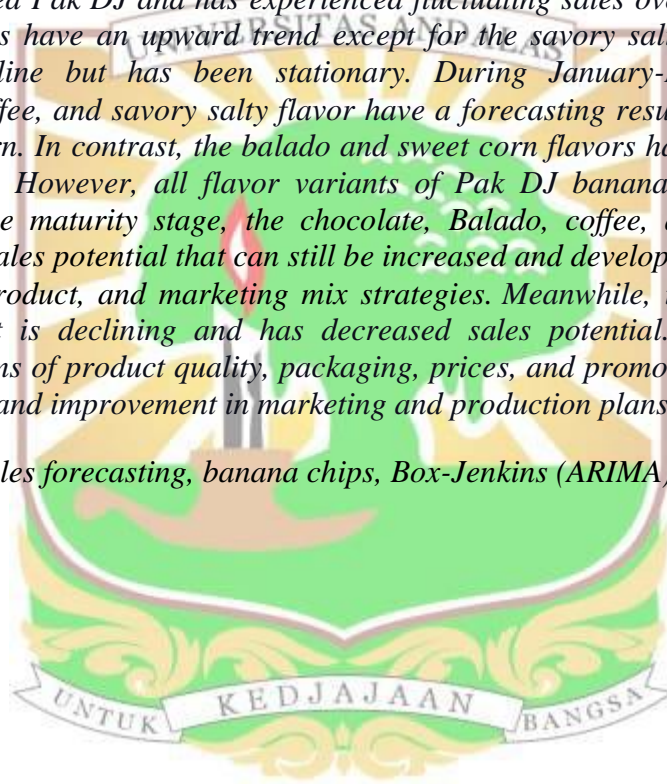 ed Pak DJ and has experienced fluctuating sales ov
s have an upward trend except for the savory sal
UNIVERSITAS ANDALAS
line but has been stationary. During January-
fee, and savory salty flavor have a forecasting resu
rn. In contrast, the balado and sweet corn flavors ha
However, all flavor variants of Pak DJ banana
e maturity stage, the chocolate, Balado, coffee,
ales potential that can still be increased and develop
roduct, and marketing mix strategies. Meanwhile,
t is declining and has decreased sales potential.
ns of product quality, packaging, prices, and promo
and improvement in marketing and production plans
les forecasting, banana chips, Box-Jenkins (ARIMA)
UNTUK KEDJAJAAN BANGSA